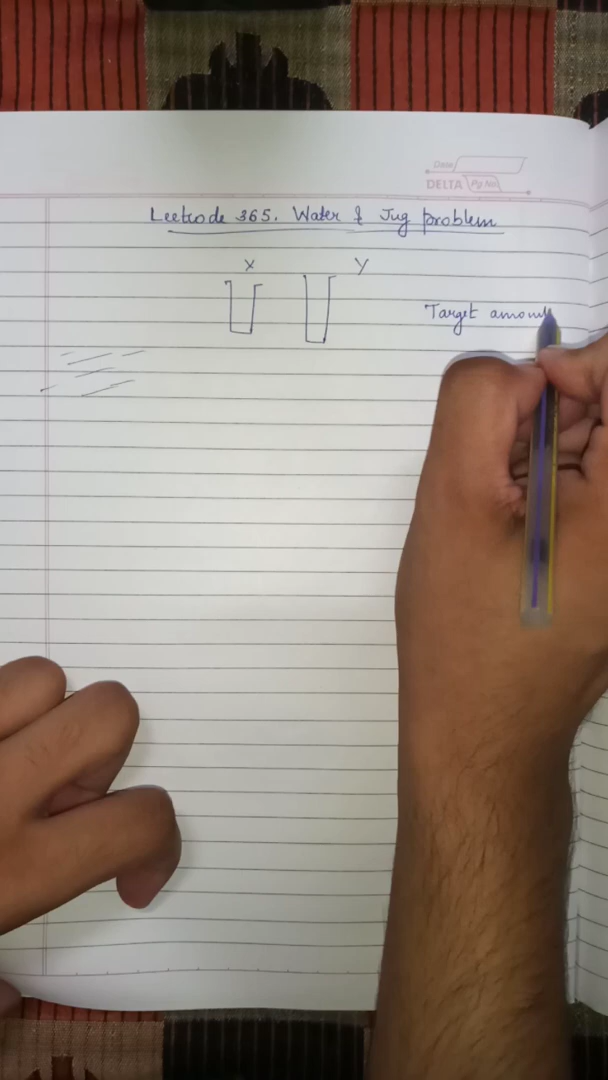 Date
DELTA Pg No.
Leetcode 365. Water & Jug problem
X Y
Target amount